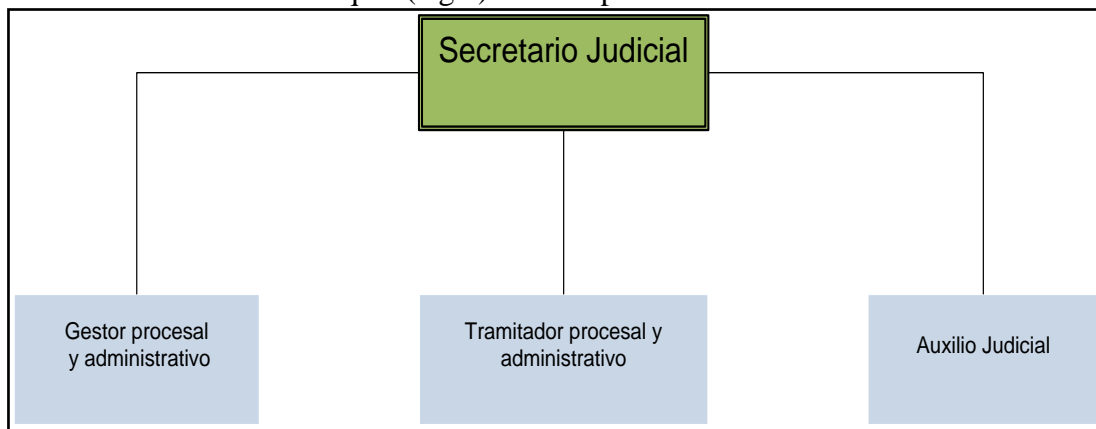 Secretario Judicial
Gestor procesal
y administrativo
Tramitador procesal y
administrativo
Auxilio Judicial